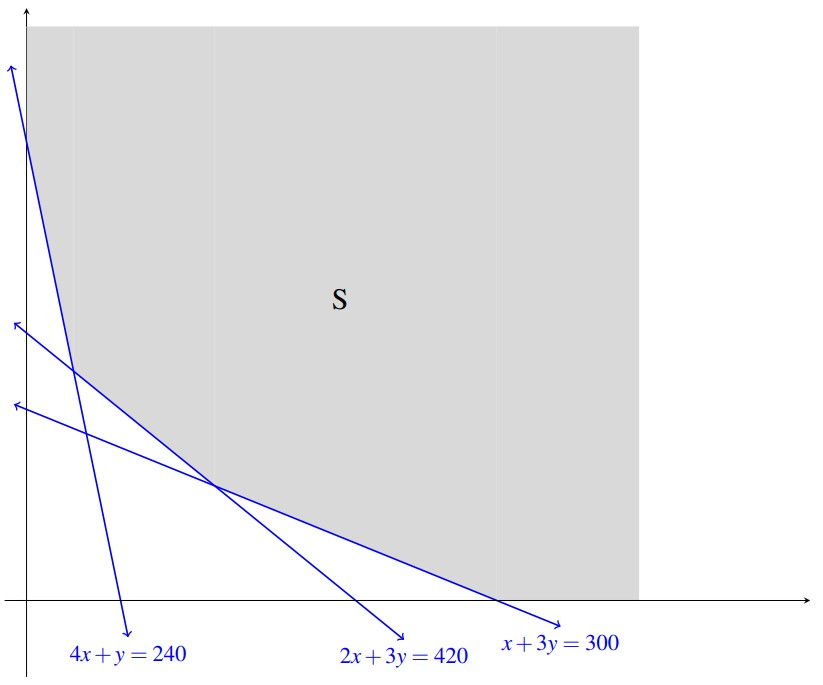 S
4x + y = 240
2x + 3y = 420
x + 3y = 300